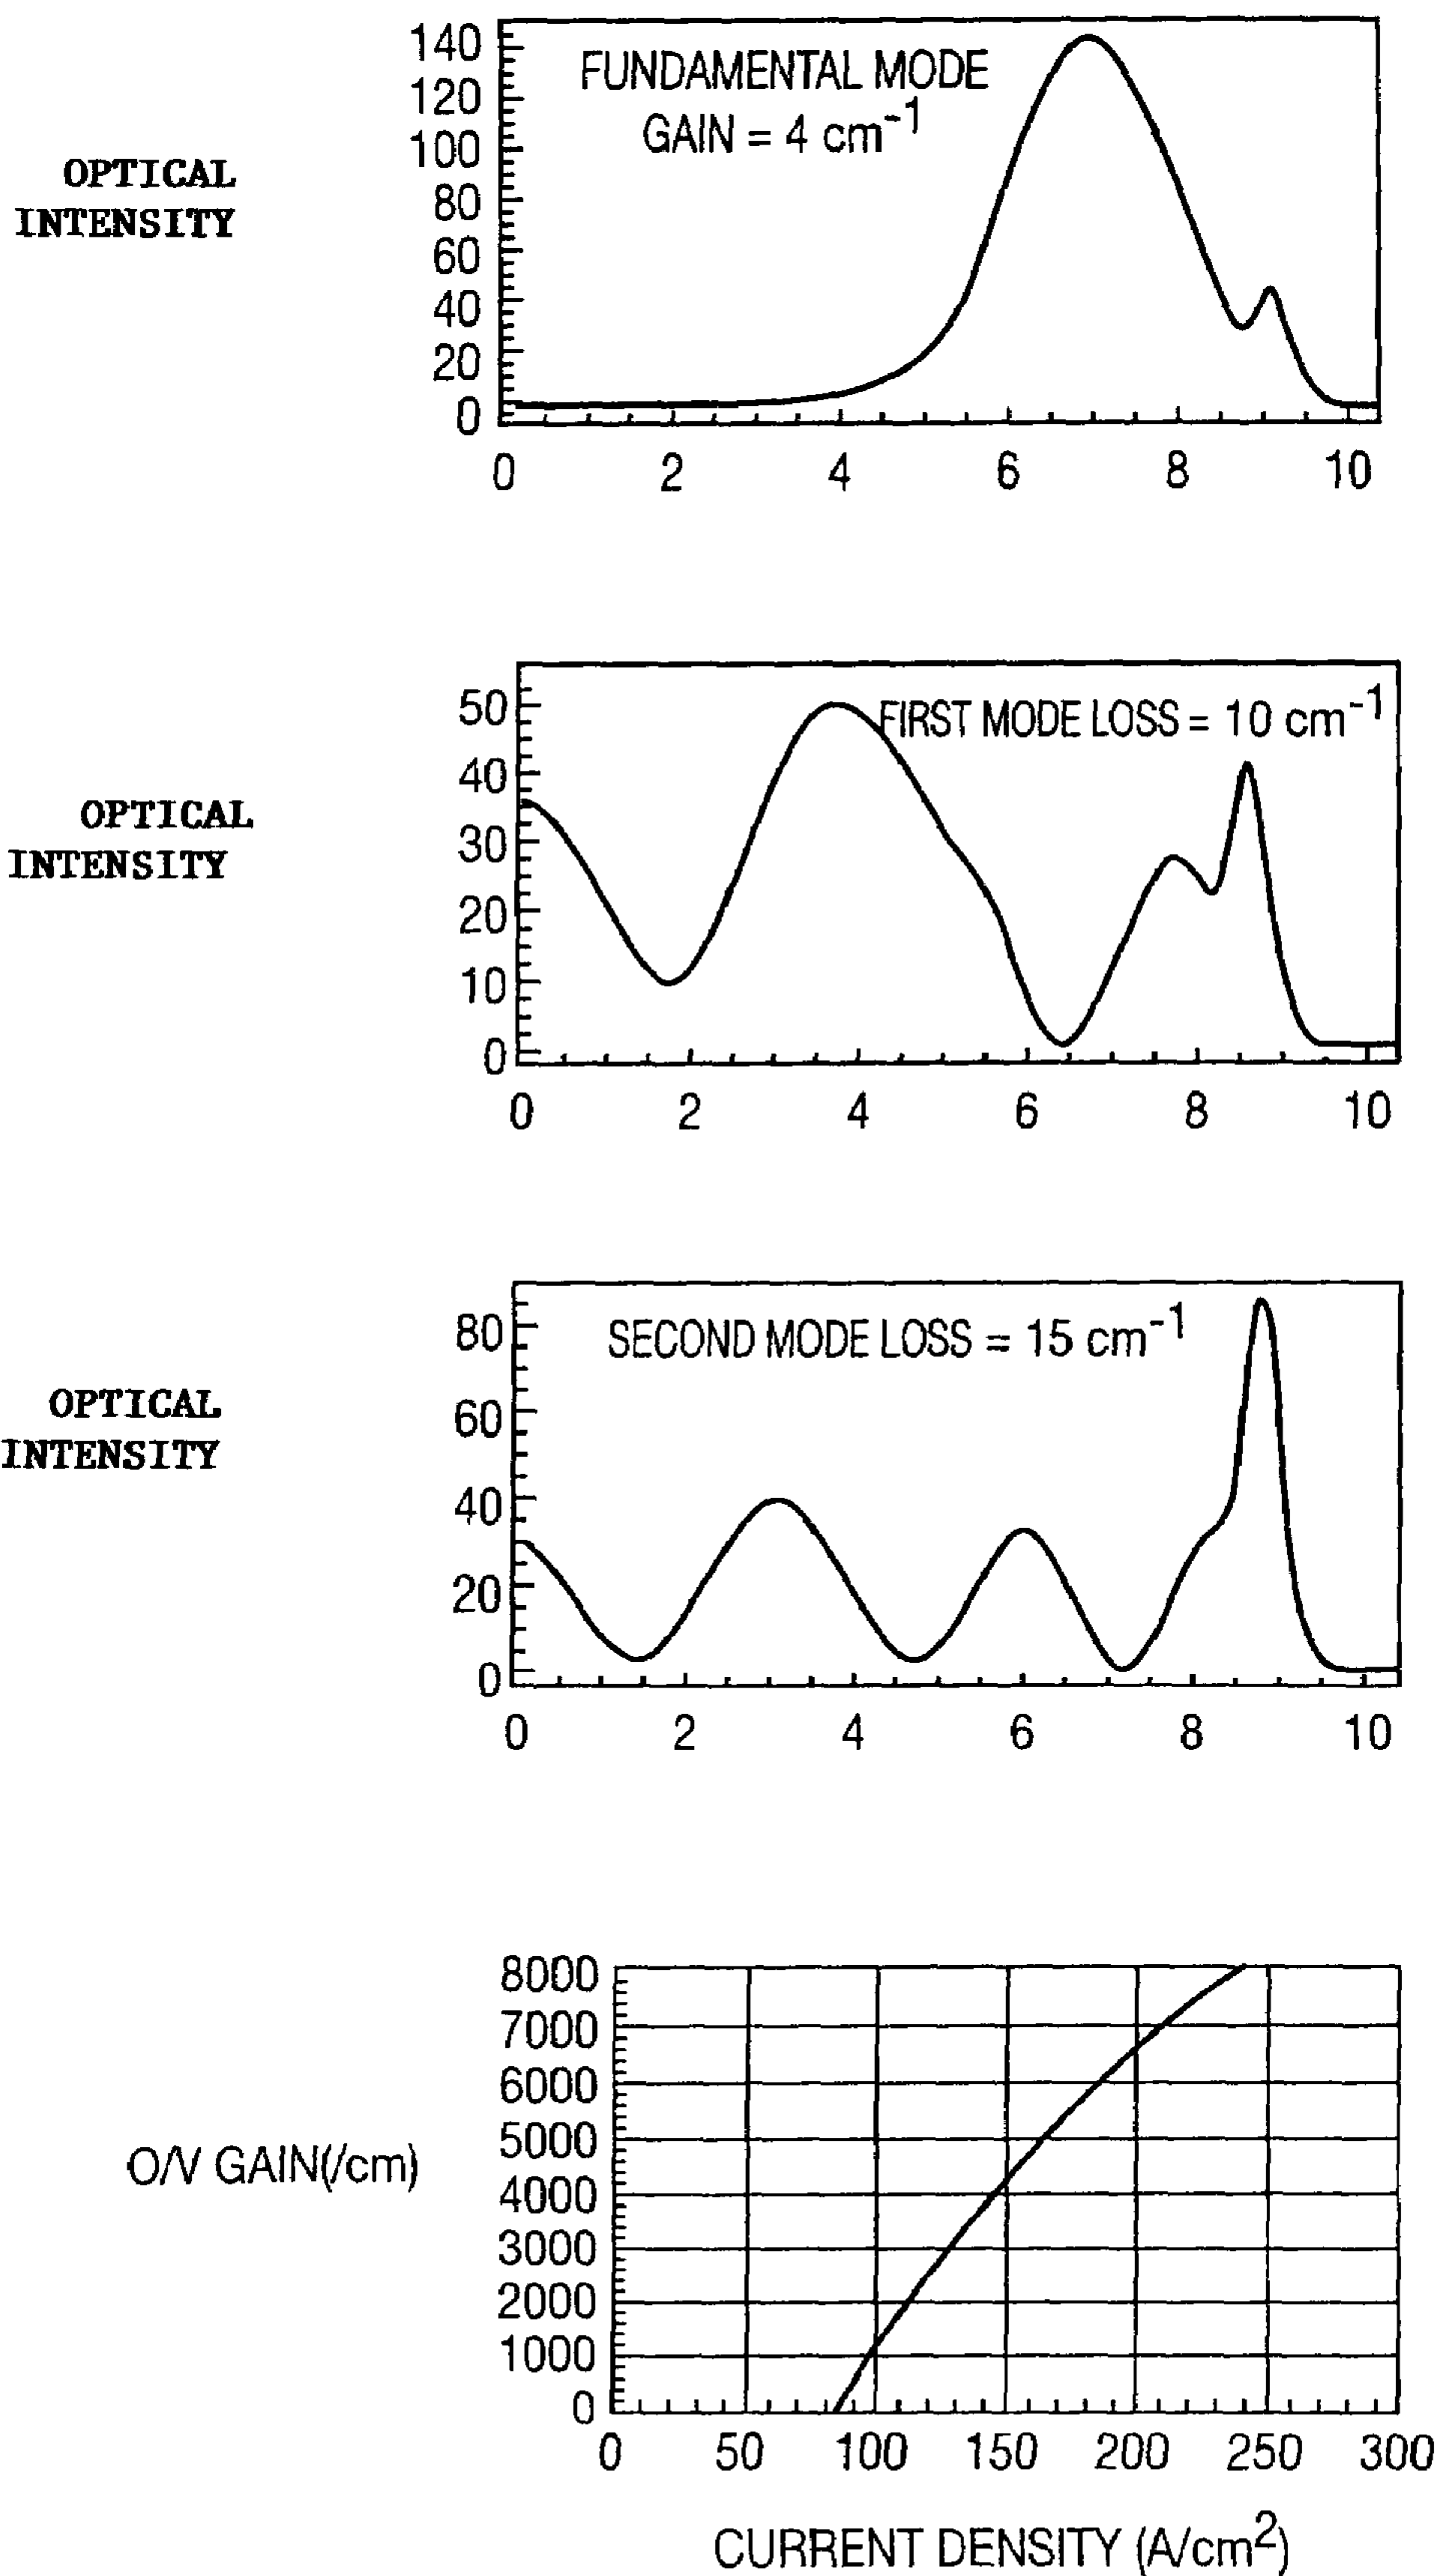 140
120
100
80
60
40
20
0
OPTICAL
INTENSITY
FUNDAMENTAL MODE
GAIN = 4 cm⁻¹
0 2 4 6 8 10
50
40
30
20
10
0
OPTICAL
INTENSITY
FIRST MODE LOSS = 10 cm⁻¹
0 2 4 6 8 10
80
60
40
20
0
OPTICAL
INTENSITY
SECOND MODE LOSS = 15 cm⁻¹
0 2 4 6 8 10
8000
7000
6000
5000
4000
3000
2000
1000
0
O/V GAIN(/cm)
0 50 100 150 200 250 300
CURRENT DENSITY (A/cm²)